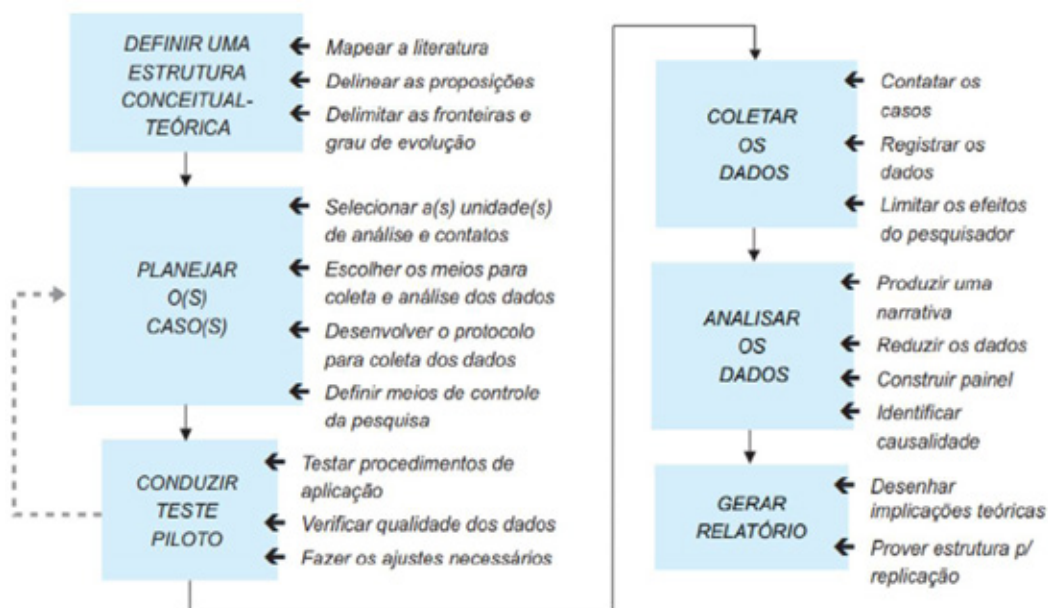 DEFINIR UMA
ESTRUTURA
CONCEITUAL-
TEÓRICA
Mapear a literatura
Delinear as proposições
Delimitar as fronteiras e
grau de evolução
PLANEJAR
O(S)
CASO(S)
Selecionar a(s) unidade(s)
de análise e contatos
Escolher os meios para
coleta e análise dos dados
Desenvolver o protocolo
para coleta dos dados
Definir meios de controle
da pesquisa
CONDUZIR
TESTE
PILOTO
Testar procedimentos de
aplicação
Verificar qualidade dos dados
Fazer os ajustes necessários
COLETAR
OS
DADOS
Contatar os
casos
Registrar os
dados
Limitar os efeitos
do pesquisador
ANALISAR
OS
DADOS
Produzir uma
narrativa
Reduzir os dados
Construir painel
Identificar
causalidade
GERAR
RELATÓRIO
Desenhar
implicações teóricas
Prover estrutura p/
replicação